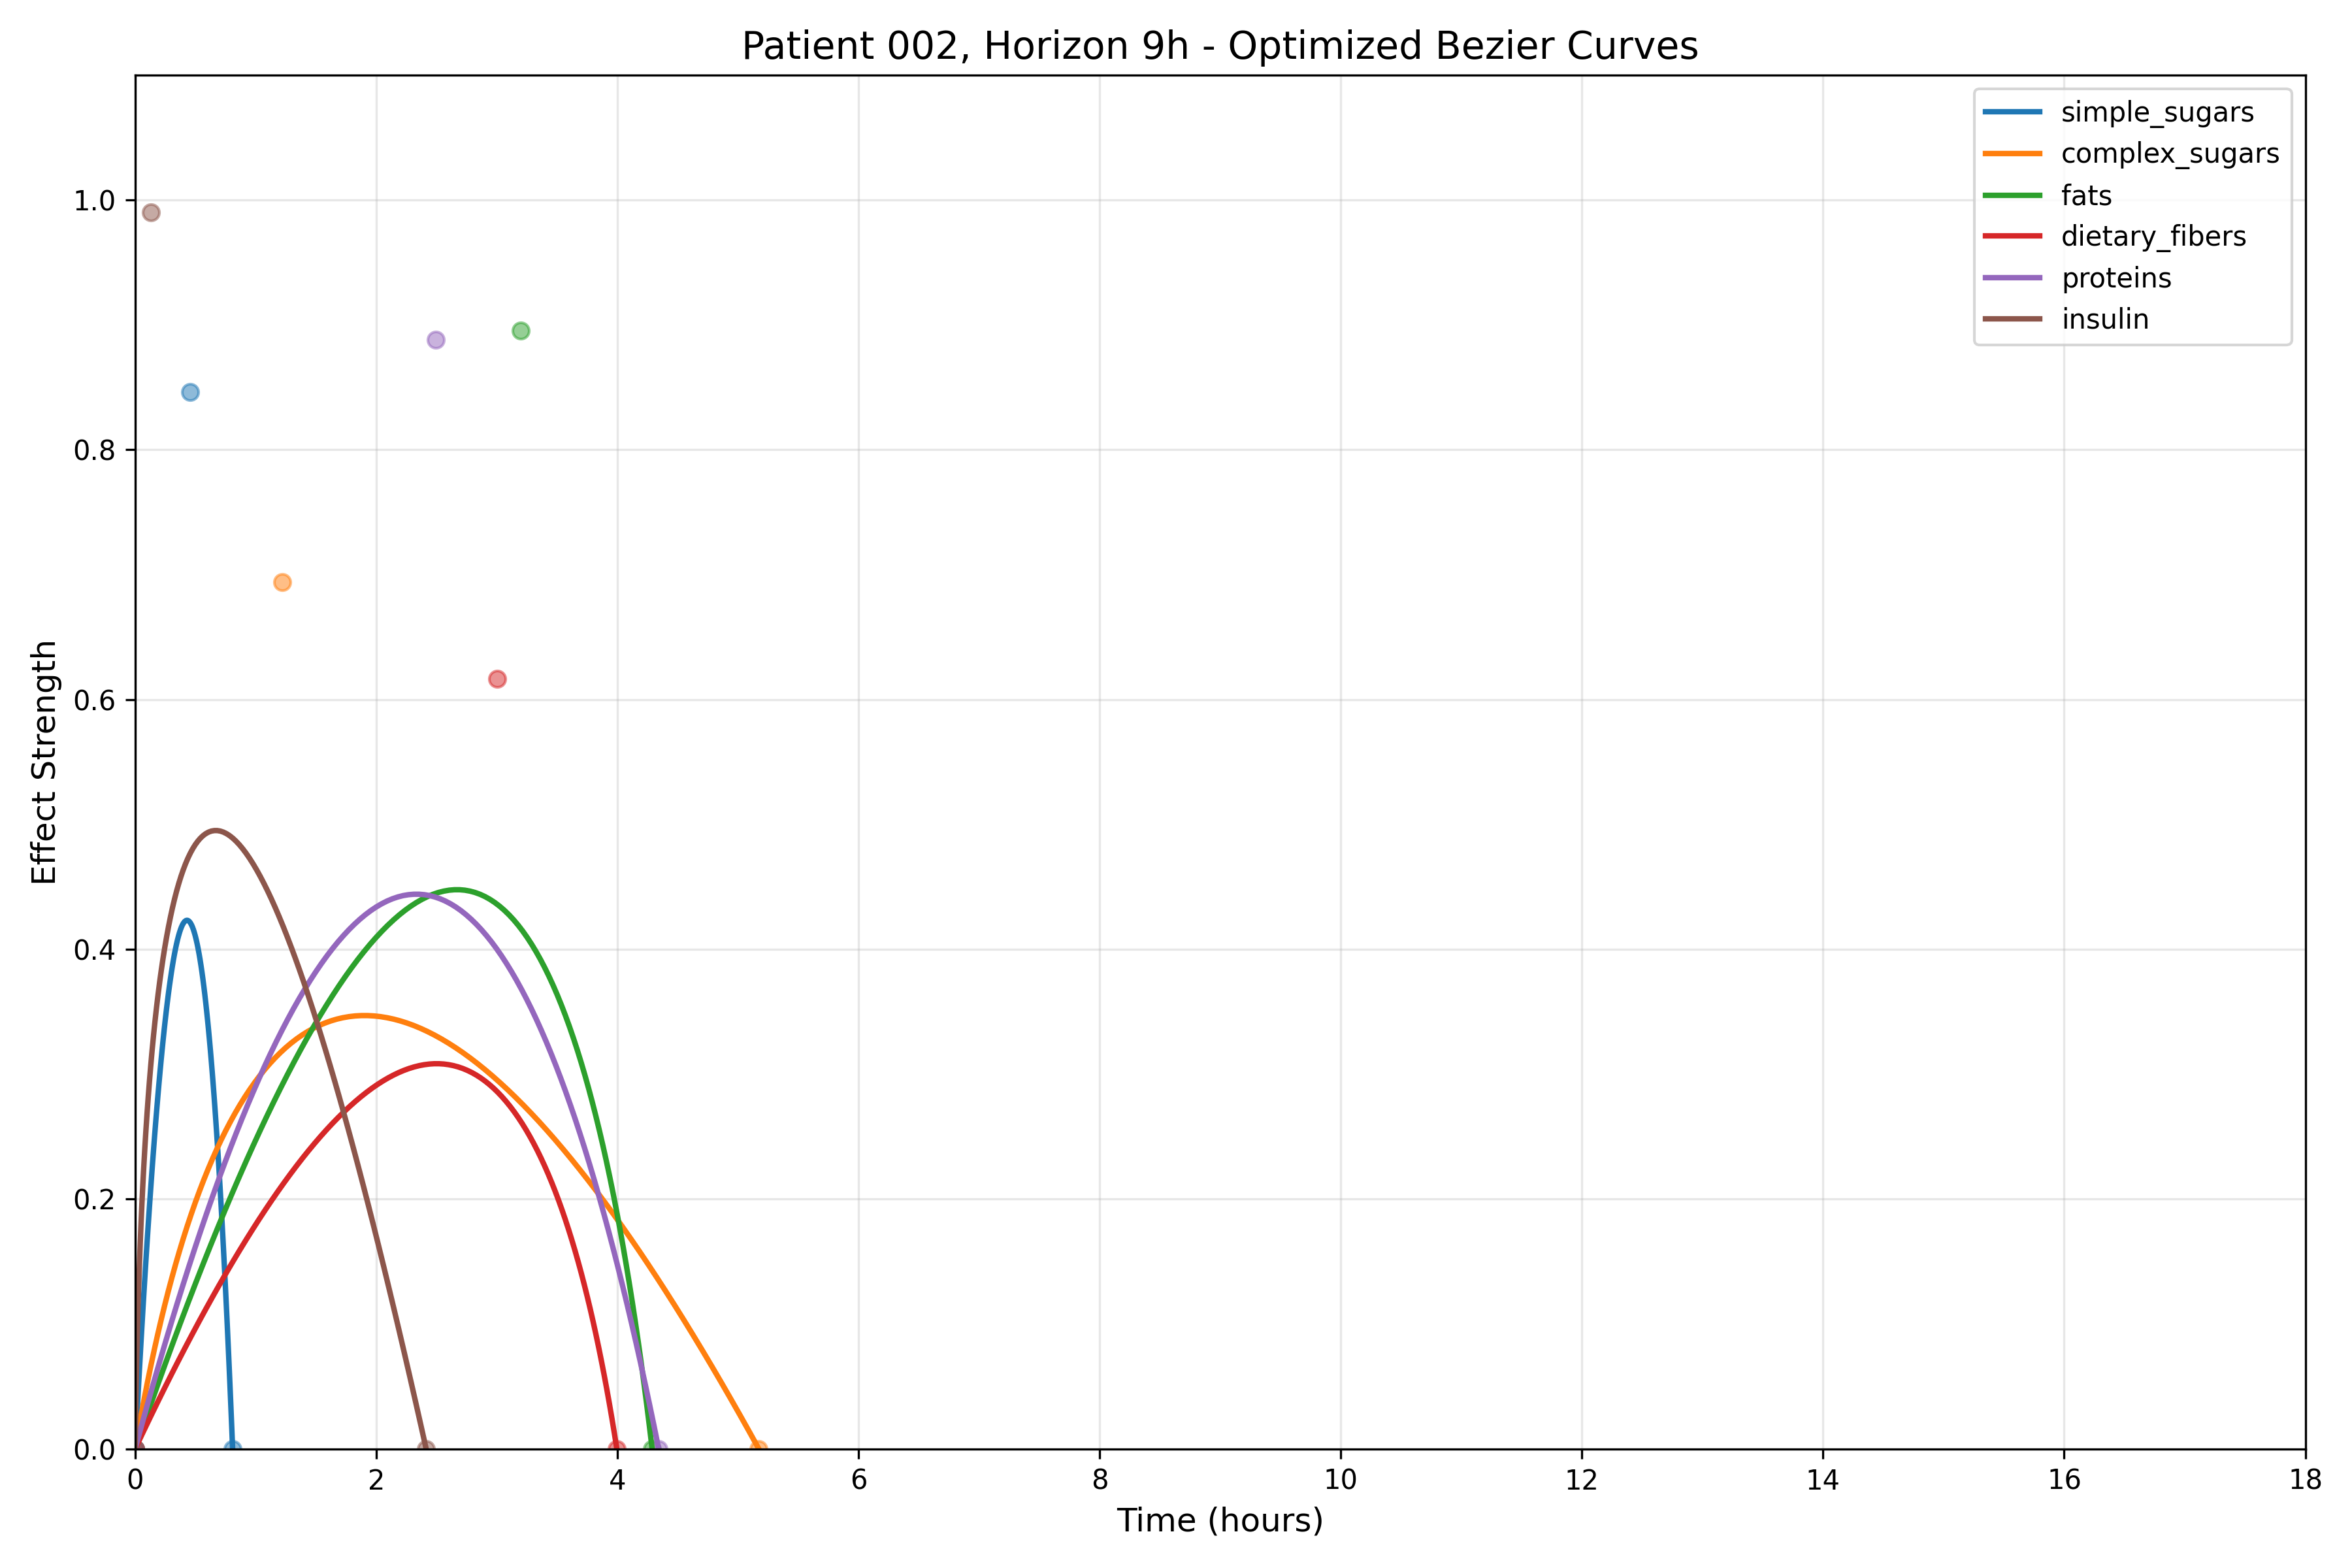 Patient 002, Horizon 9h - Optimized Bezier Curves
simple_sugars
complex_sugars
fats
dietary_fibers
proteins
insulin
1.0
0.8
0.6
0.4
0.2
0.0
Effect Strength
0 2 4 6 8 10 12 14 16 18
Time (hours)